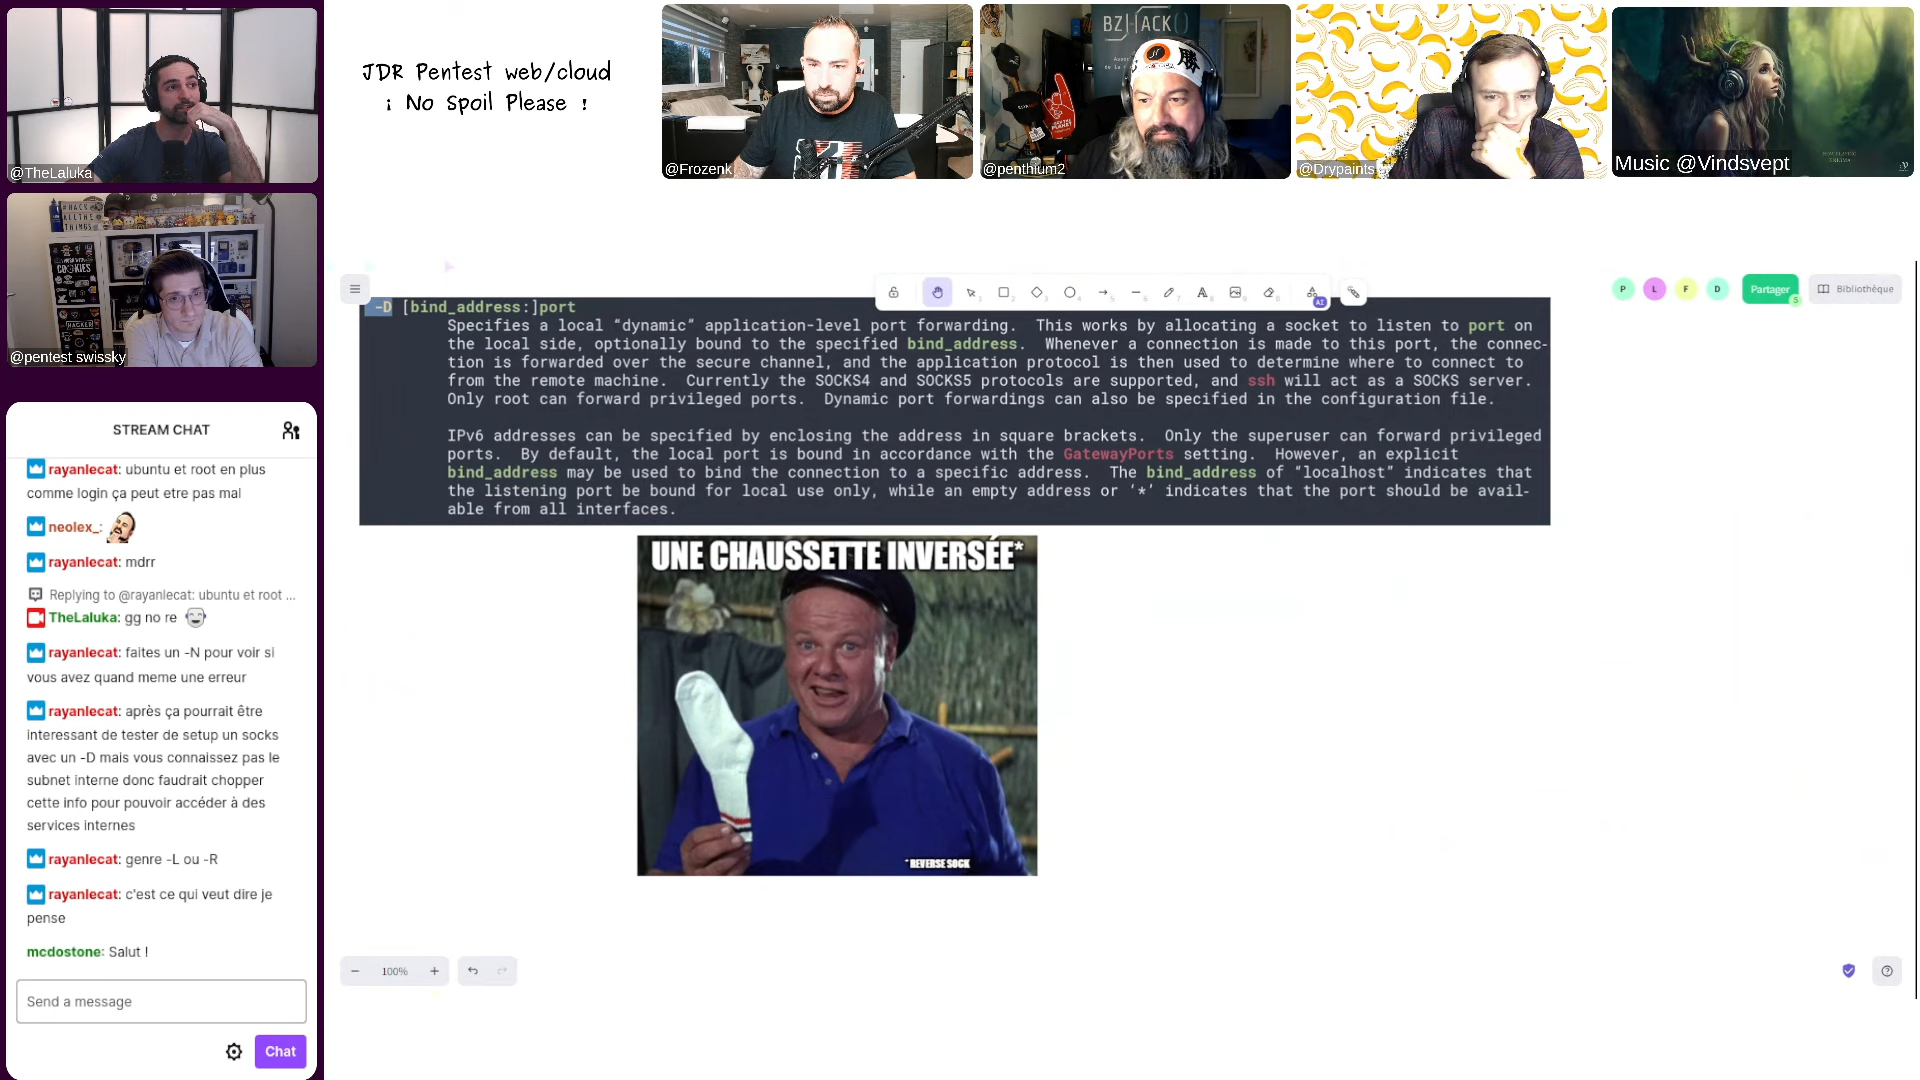 @TheLaluka
@pentest swissky
JDR Pentest web/cloud
¡ No Spoil Please !
@Frozenk
BZHACK()
@penthium2
@Drypaints
Music @Vindsvept
STREAM CHAT
rayanlecat: ubuntu et root en plus
comme login ça peut etre pas mal
neolex_:
rayanlecat: mdrr
Replying to @rayanlecat: ubuntu et root ...
TheLaluka: gg no re
rayanlecat: faites un -N pour voir si
vous avez quand meme une erreur
rayanlecat: après ça pourrait être
interessant de tester de setup un socks
avec un -D mais vous connaissez pas le
subnet interne donc faudrait chopper
cette info pour pouvoir accéder à des
services internes
rayanlecat: genre -L ou -R
rayanlecat: c'est ce qui veut dire je
pense
mcdostone: Salut !
Send a message
Chat
P L F D
Partager
5
Bibliothèque
-D [bind_address:]port
Specifies a local “dynamic” application-level port forwarding.  This works by allocating a socket to listen to port on
the local side, optionally bound to the specified bind_address.  Whenever a connection is made to this port, the connec-
tion is forwarded over the secure channel, and the application protocol is then used to determine where to connect to
from the remote machine.  Currently the SOCKS4 and SOCKS5 protocols are supported, and ssh will act as a SOCKS server.
Only root can forward privileged ports.  Dynamic port forwardings can also be specified in the configuration file.
IPv6 addresses can be specified by enclosing the address in square brackets.  Only the superuser can forward privileged
ports.  By default, the local port is bound in accordance with the GatewayPorts setting.  However, an explicit
bind_address may be used to bind the connection to a specific address.  The bind_address of “localhost” indicates that
the listening port be bound for local use only, while an empty address or ‘*’ indicates that the port should be avail-
able from all interfaces.
UNE CHAUSSETTE INVERSÉE*
* REVERSE SOCK
100%